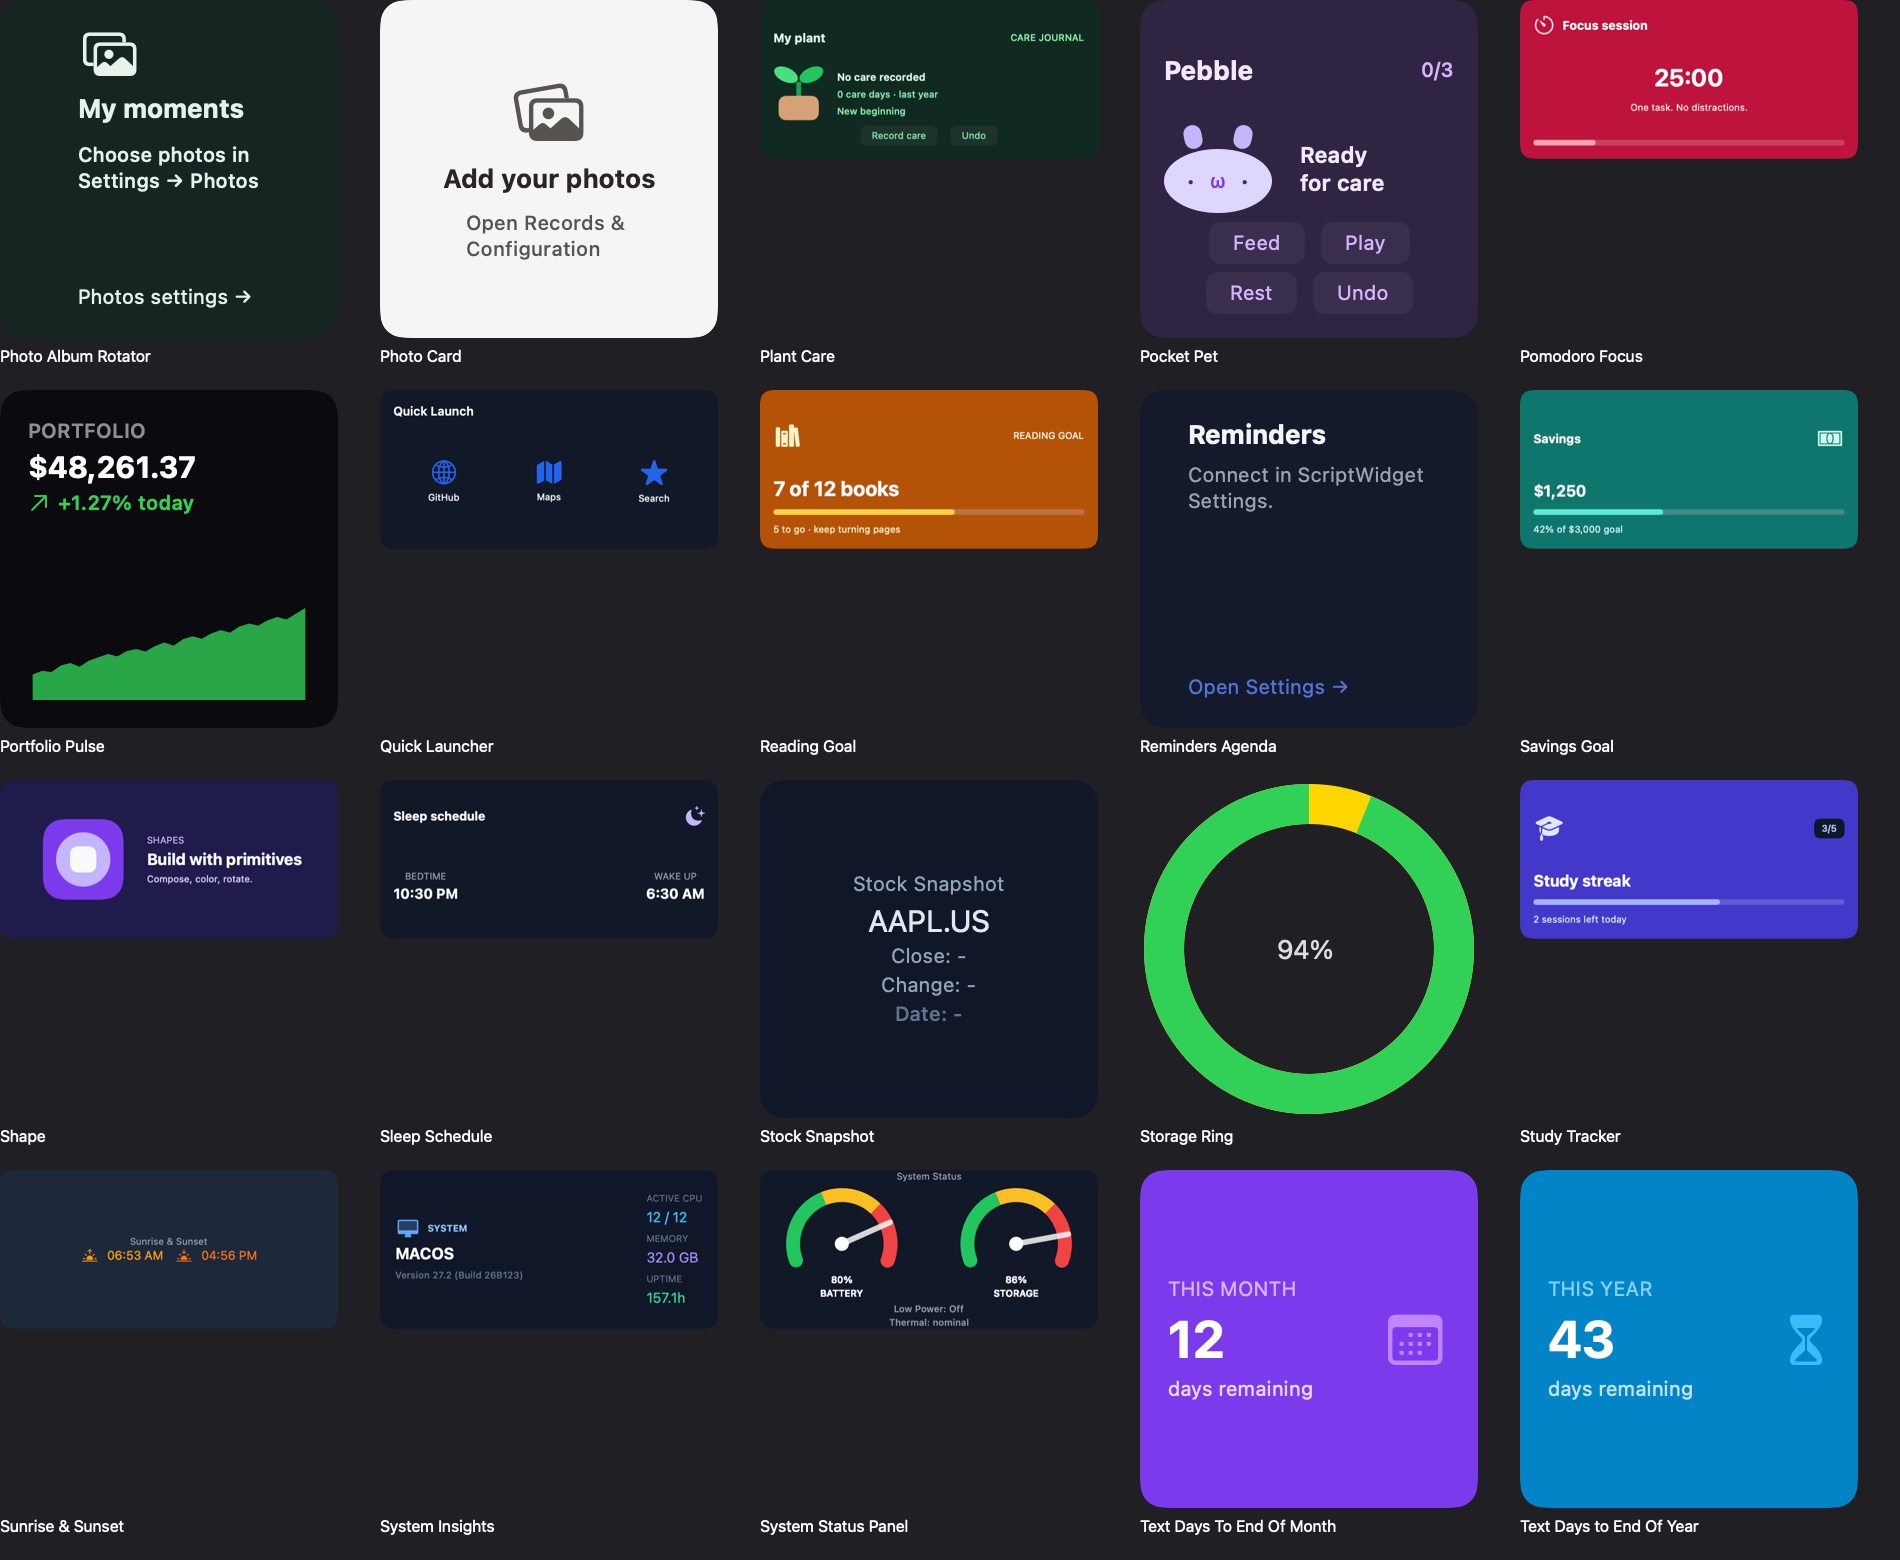 My moments
Choose photos in
Settings → Photos
Photos settings →
Photo Album Rotator
Add your photos
Open Records &
Configuration
Photo Card
My plant
CARE JOURNAL
No care recorded
0 care days · last year
New beginning
Record care
Undo
Plant Care
Pebble
0/3
ω
Ready
for care
Feed
Play
Rest
Undo
Pocket Pet
Focus session
25:00
One task. No distractions.
Pomodoro Focus
PORTFOLIO
$48,261.37
+1.27% today
Portfolio Pulse
Quick Launch
GitHub
Maps
Search
Quick Launcher
READING GOAL
7 of 12 books
5 to go · keep turning pages
Reading Goal
Reminders
Connect in ScriptWidget
Settings.
Open Settings →
Reminders Agenda
Savings
$1,250
42% of $3,000 goal
Savings Goal
SHAPES
Build with primitives
Compose, color, rotate.
Shape
Sleep schedule
BEDTIME
10:30 PM
WAKE UP
6:30 AM
Sleep Schedule
Stock Snapshot
AAPL.US
Close: -
Change: -
Date: -
Stock Snapshot
94%
Storage Ring
3/5
Study streak
2 sessions left today
Study Tracker
Sunrise & Sunset
06:53 AM
04:56 PM
Sunrise & Sunset
SYSTEM
MACOS
Version 27.2 (Build 26B123)
ACTIVE CPU
12 / 12
MEMORY
32.0 GB
UPTIME
157.1h
System Insights
System Status
80%
BATTERY
86%
STORAGE
Low Power: Off
Thermal: nominal
System Status Panel
THIS MONTH
12
days remaining
Text Days To End Of Month
THIS YEAR
43
days remaining
Text Days to End Of Year